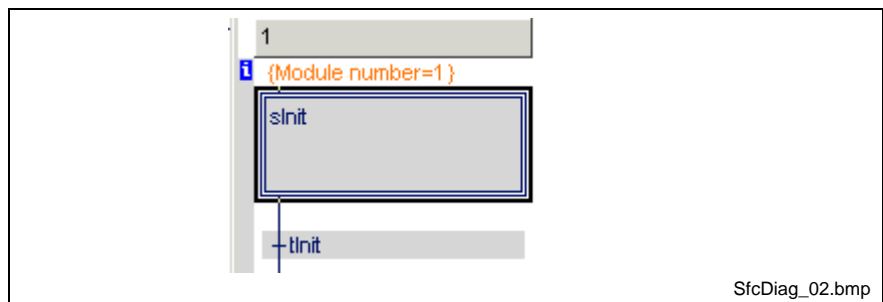 1
i
{Module number=1}
sInit
tInit
SfcDiag_02.bmp